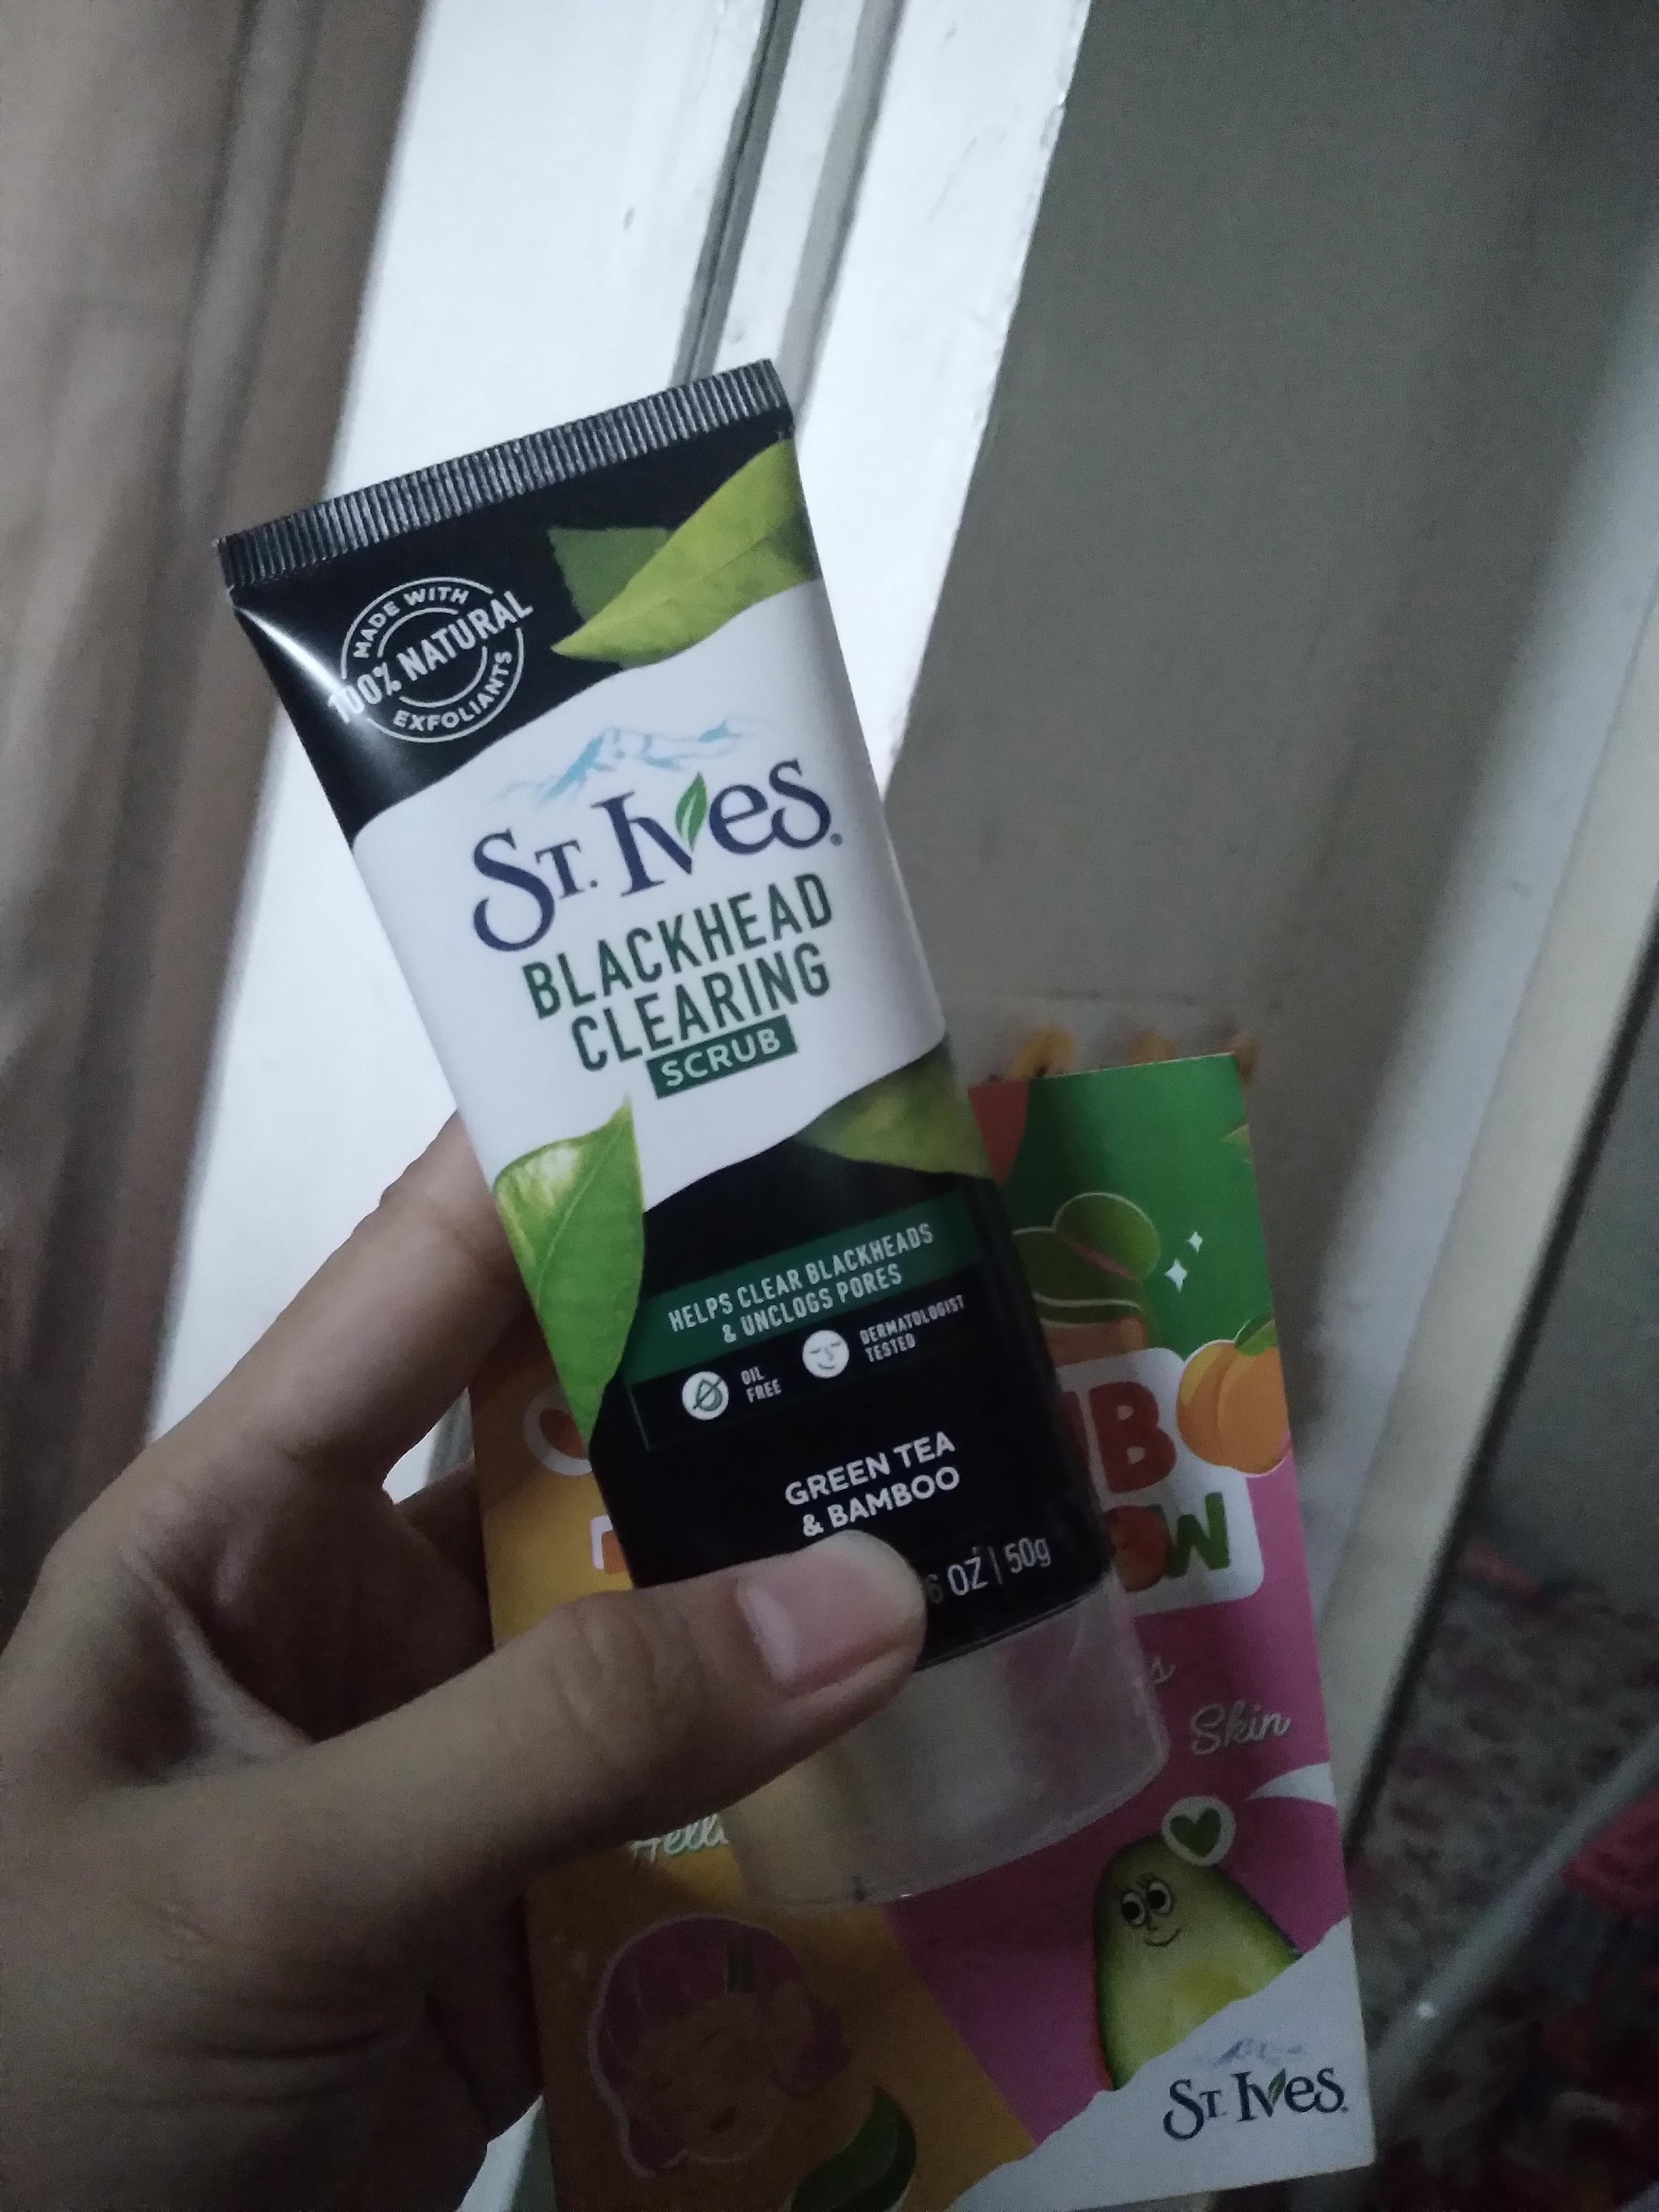 MADE WITH
100% NATURAL
EXFOLIANTS
ST. IVES®
BLACKHEAD
CLEARING
SCRUB
HELPS CLEAR BLACKHEADS
& UNCLOGS PORES
OIL
FREE
DERMATOLOGIST
TESTED
GREEN TEA
& BAMBOO
6 OZ | 50g
Skin
ST. IVES®